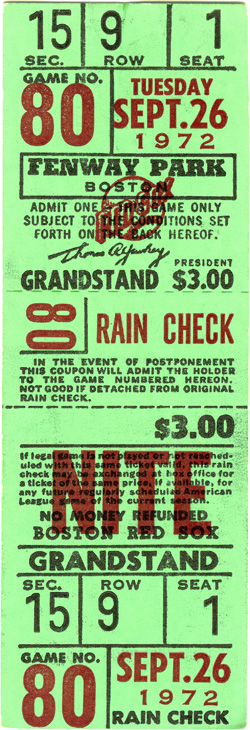 15 9 1
SEC. ROW SEAT
GAME NO.
80
TUESDAY
SEPT. 26
1972
FENWAY PARK
BOSTON
ADMIT ONE - THIS GAME ONLY
SUBJECT TO THE CONDITIONS SET
FORTH ON THE BACK HEREOF.
Thomas A Yawkey
PRESIDENT
GRANDSTAND $3.00
80
RAIN CHECK
IN THE EVENT OF POSTPONEMENT
THIS COUPON WILL ADMIT THE HOLDER
TO THE GAME NUMBERED HEREON.
NOT GOOD IF DETACHED FROM ORIGINAL
RAIN CHECK.
$3.00
If legal game is not played or not resched-
uled with this same ticket valid, this rain
check may be exchanged at box office for
a ticket of the same price, if available, for
any future regularly scheduled American
League game of the current season.
NO MONEY REFUNDED
BOSTON RED SOX
NIT
GRANDSTAND
SEC. ROW SEAT
15 9 1
GAME NO.
80
SEPT. 26
1972
RAIN CHECK